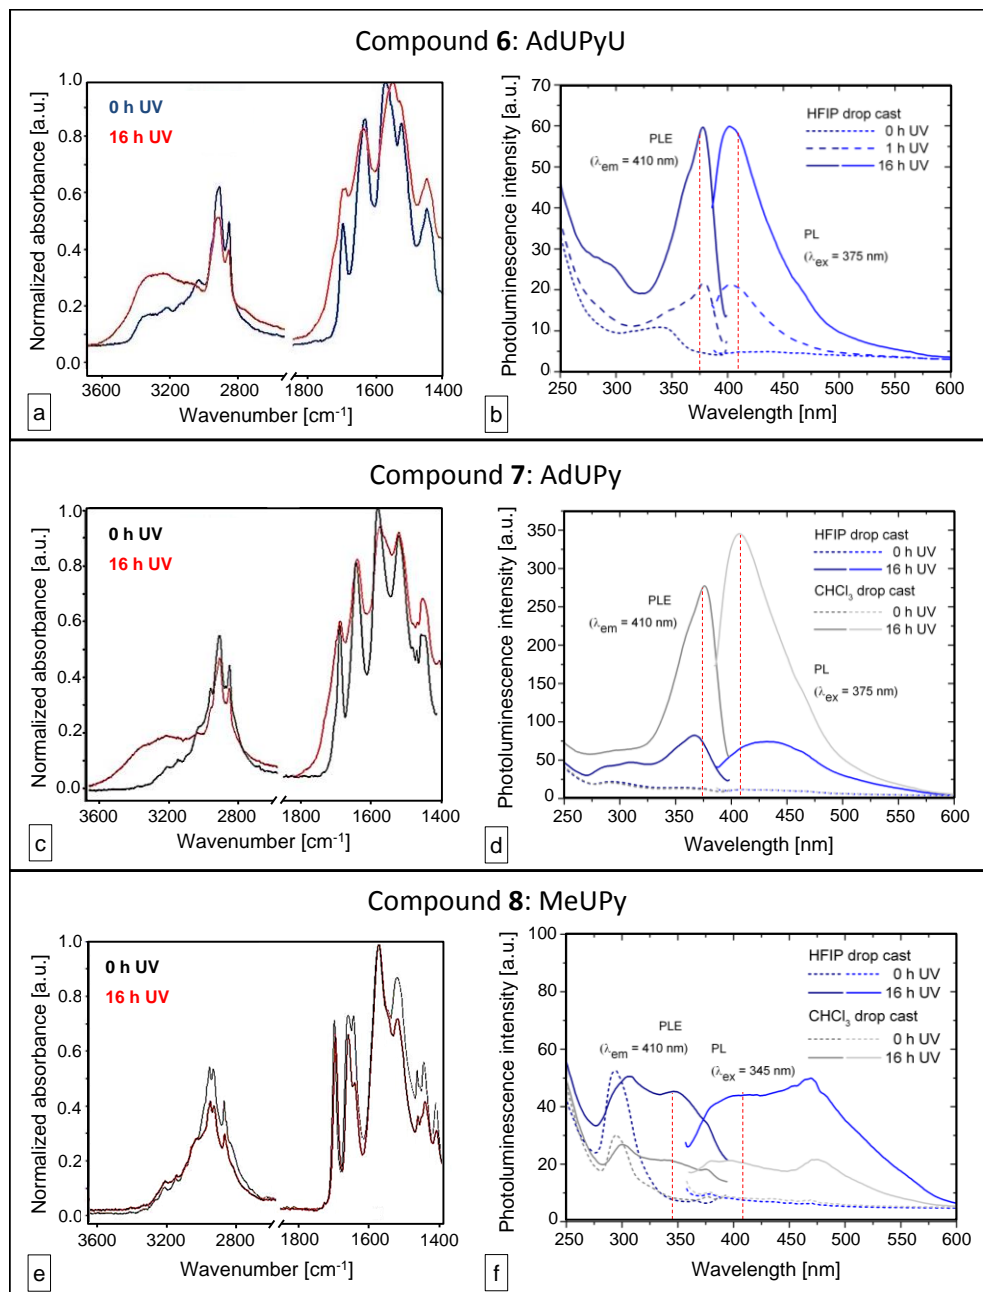 Compound 6: AdUPyU
Normalized absorbance [a.u.]
1.0
0.8
0.6
0.4
0.2
0.0
0 h UV
16 h UV
3600 3200 2800 1800 1600 1400
Wavenumber [cm-1]
a
Photoluminescence intensity [a.u.]
70
60
50
40
30
20
10
0
PLE
(λem = 410 nm)
HFIP drop cast
0 h UV
1 h UV
16 h UV
PL
(λex = 375 nm)
250 300 350 400 450 500 550 600
Wavelength [nm]
b
Compound 7: AdUPy
Normalized absorbance [a.u.]
1.0
0.8
0.6
0.4
0.2
0.0
0 h UV
16 h UV
3600 3200 2800 1800 1600 1400
Wavenumber [cm-1]
c
Photoluminescence intensity [a.u.]
350
300
250
200
150
100
50
0
PLE
(λem = 410 nm)
HFIP drop cast
0 h UV
16 h UV
CHCl3 drop cast
0 h UV
16 h UV
PL
(λex = 375 nm)
250 300 350 400 450 500 550 600
Wavelength [nm]
d
Compound 8: MeUPy
Normalized absorbance [a.u.]
1.0
0.8
0.6
0.4
0.2
0.0
0 h UV
16 h UV
3600 3200 2800 1800 1600 1400
Wavenumber [cm-1]
e
Photoluminescence intensity [a.u.]
100
80
60
40
20
0
PLE
(λem = 410 nm)
PL
(λex = 345 nm)
HFIP drop cast
0 h UV
16 h UV
CHCl3 drop cast
0 h UV
16 h UV
250 300 350 400 450 500 550 600
Wavelength [nm]
f